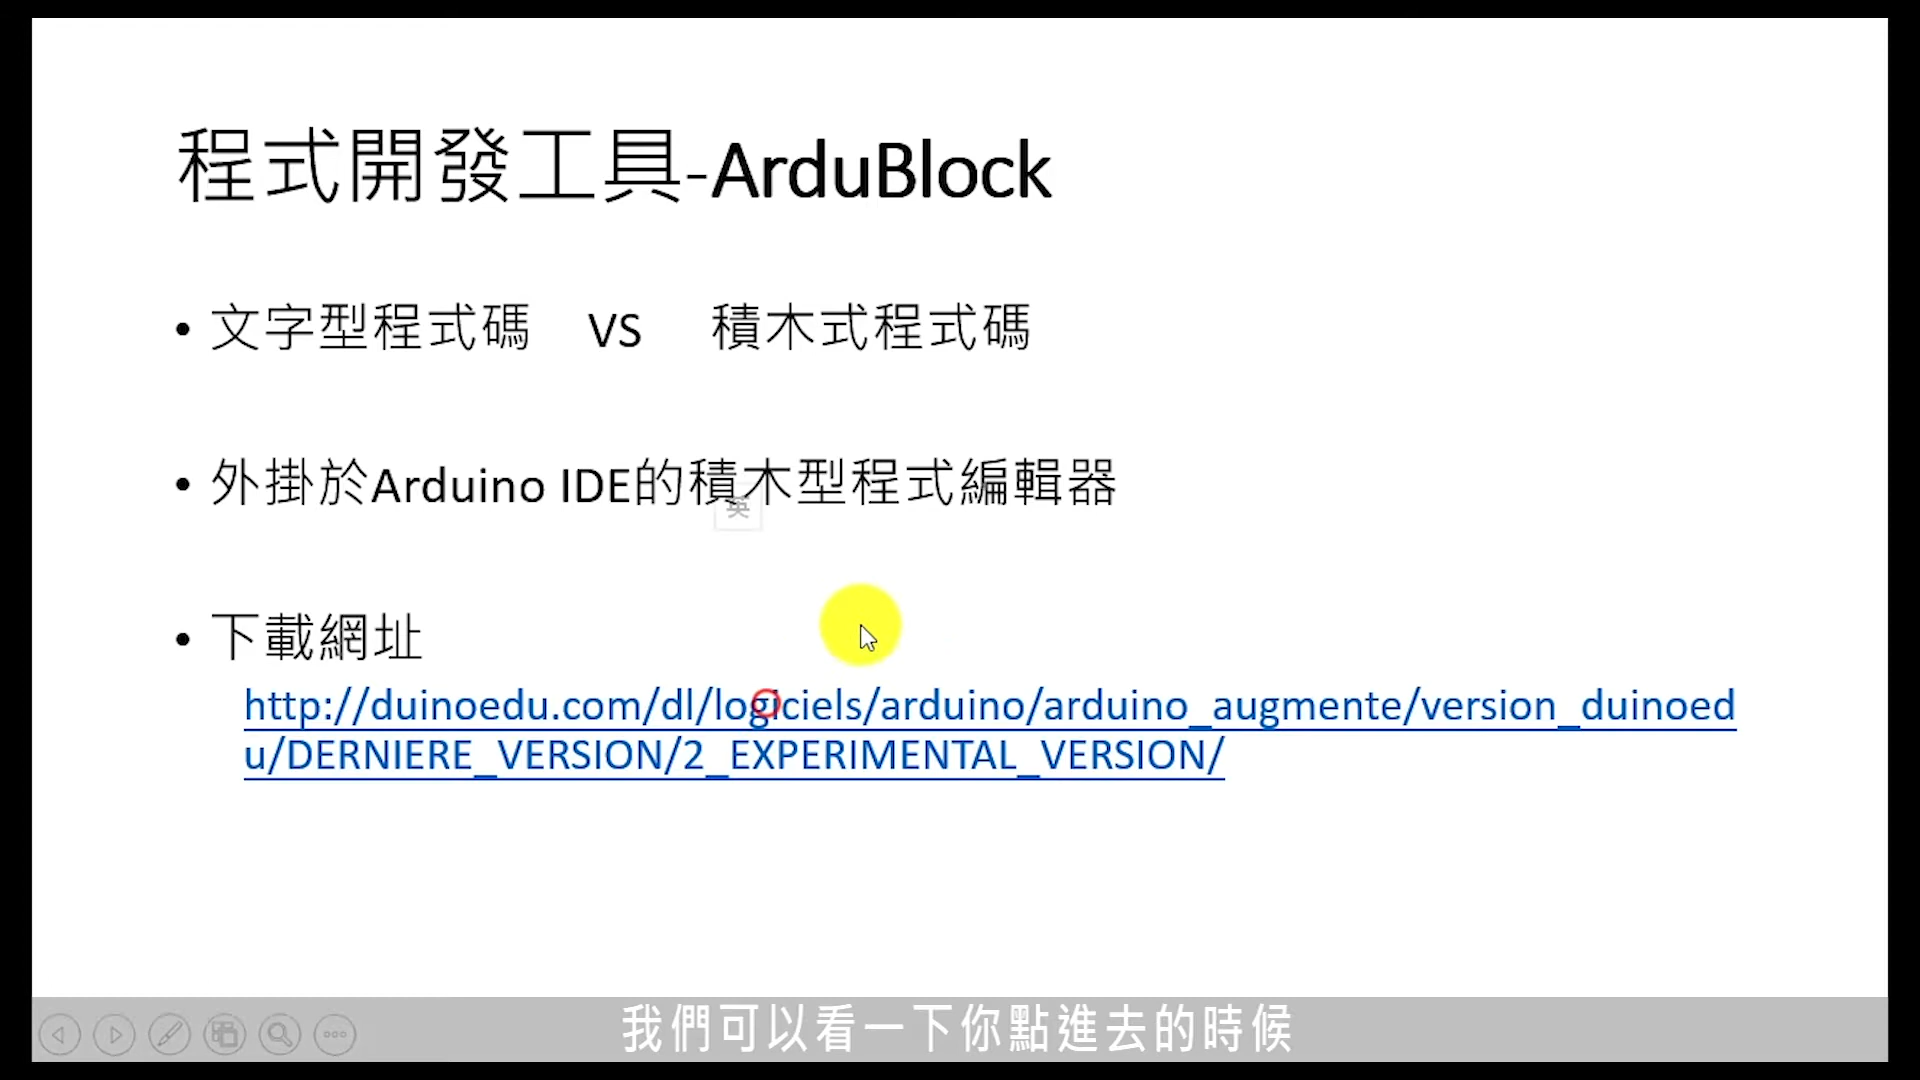 程式開發工具-ArduBlock
• 文字型程式碼 VS 積木式程式碼
• 外掛於Arduino IDE的積木型程式編輯器
英
• 下載網址
http://duinoedu.com/dl/logiciels/arduino/arduino_augmente/version_duinoed
u/DERNIERE_VERSION/2_EXPERIMENTAL_VERSION/
我們可以看一下你點進去的時候